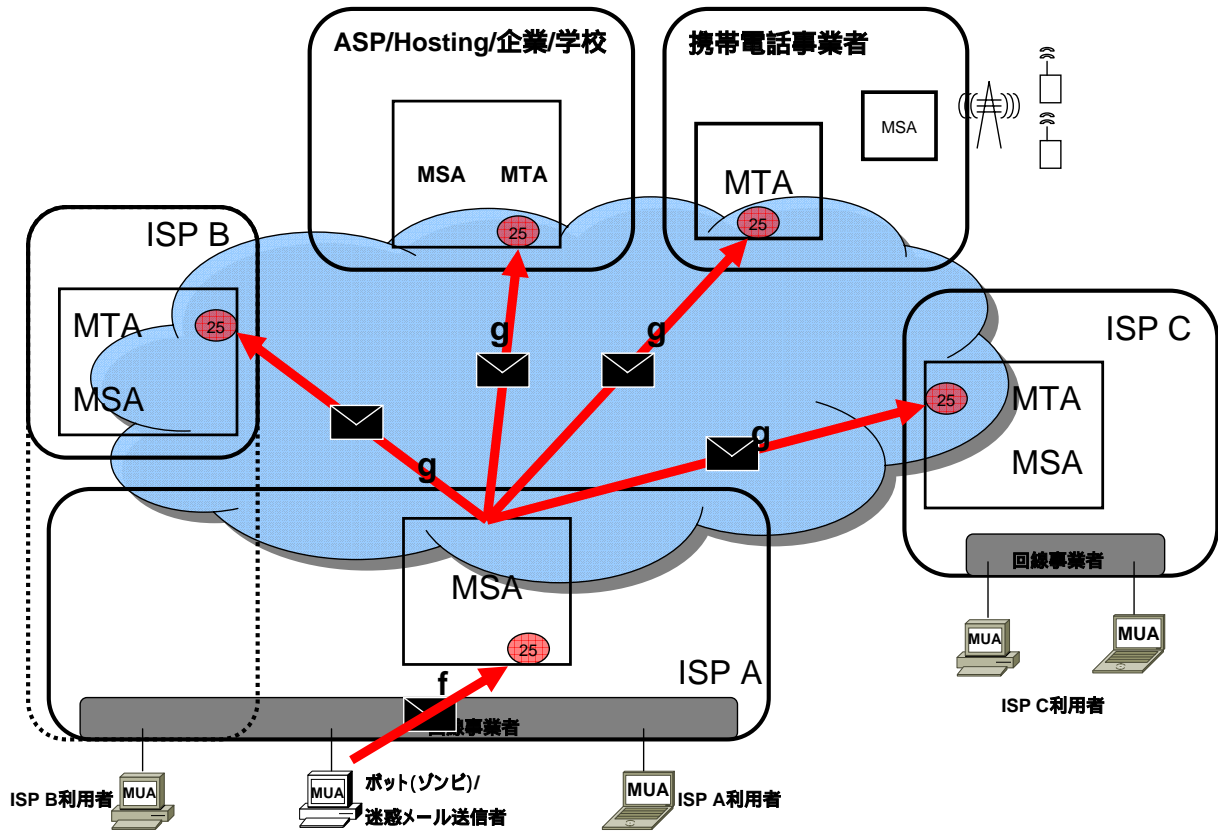 ASP/Hosting/企業/学校
携帯電話事業者
MSA
MSA MTA
MTA
25
25
ISP B
MTA
25
MSA
g
g
ISP C
25
MTA
MSA
g
g
MSA
25
ISP A
f
回線事業者
回線事業者
MUA
MUA
ISP C利用者
ISP B利用者
MUA
MUA
ボット(ゾンビ)/
迷惑メール送信者
MUA
ISP A利用者